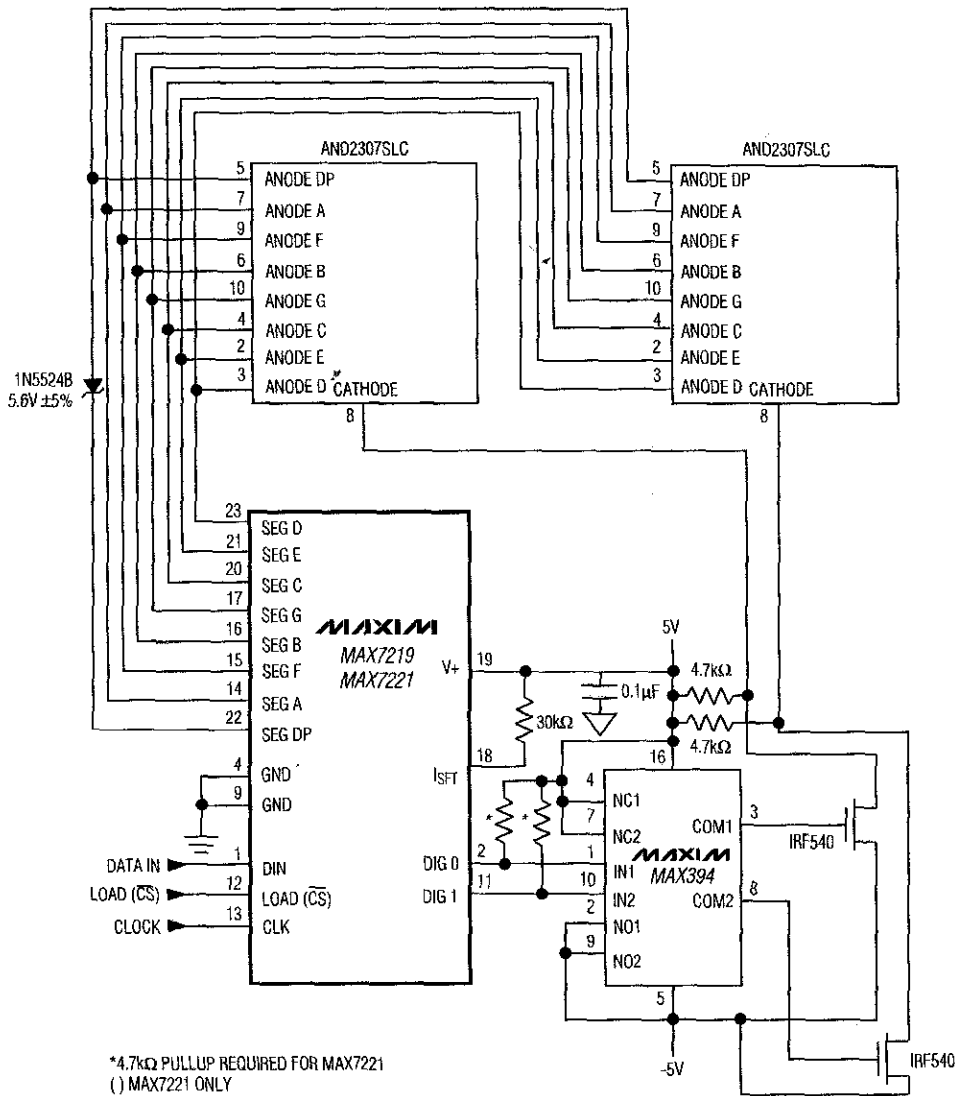 AND2307SLC
5 ANODE DP
7 ANODE A
9 ANODE F
6 ANODE B
10 ANODE G
4 ANODE C
2 ANODE E
3 ANODE D CATHODE
8
AND2307SLC
5 ANODE DP
7 ANODE A
9 ANODE F
6 ANODE B
10 ANODE G
4 ANODE C
2 ANODE E
3 ANODE D CATHODE
8
1N5524B
5.6V ±5%
23 SEG D
21 SEG E
20 SEG C
17 SEG G
16 SEG B
15 SEG F
14 SEG A
22 SEG DP
4 GND
9 GND
DATA IN 1 DIN
LOAD (C̅S̅) 12 LOAD (C̅S̅)
CLOCK 13 CLK
MAXIM
MAX7219
MAX7221
V+ 19
ISET 18
DIG 0 2
DIG 1 11
30kΩ
0.1µF
5V
4.7kΩ
4.7kΩ
* *
16
4 NC1
7 NC2
1 IN1
10 IN2
2 NO1
9 NO2
MAXIM
MAX394
COM1 3
COM2 8
5
-5V
IRF540
IRF540
*4.7kΩ PULLUP REQUIRED FOR MAX7221
( ) MAX7221 ONLY